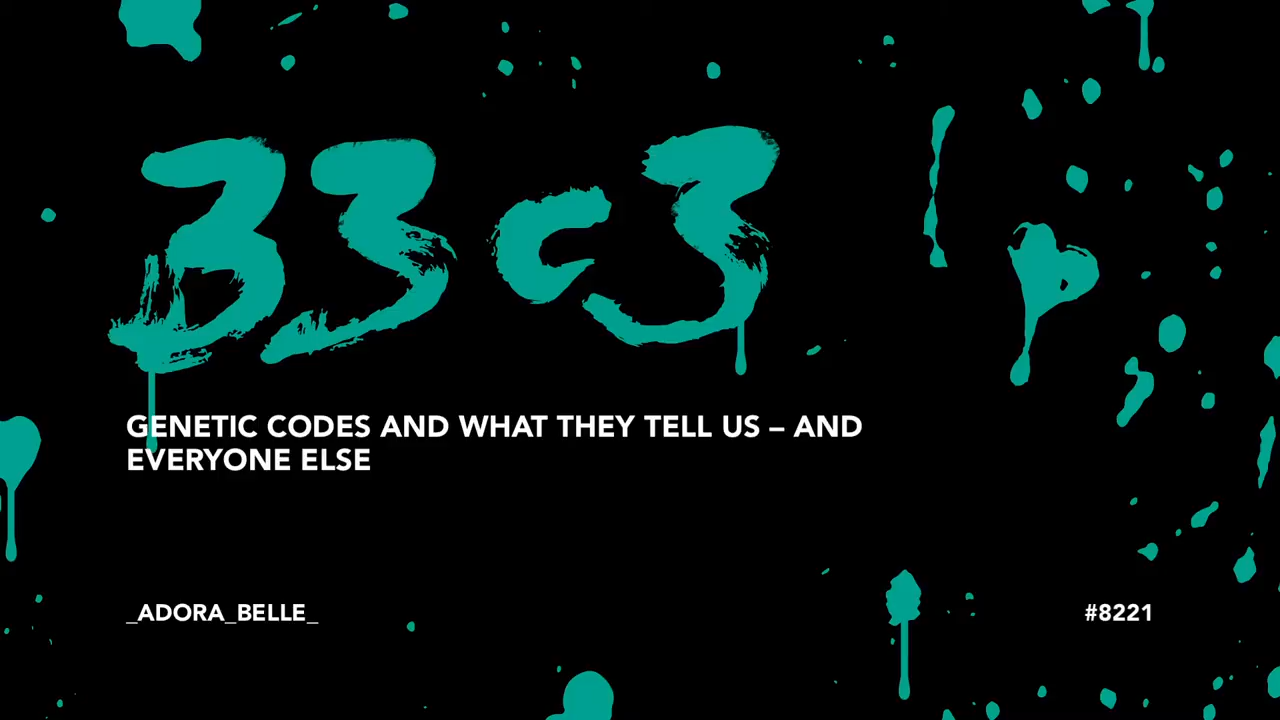 33c3
GENETIC CODES AND WHAT THEY TELL US – AND
EVERYONE ELSE
_ADORA_BELLE_
#8221